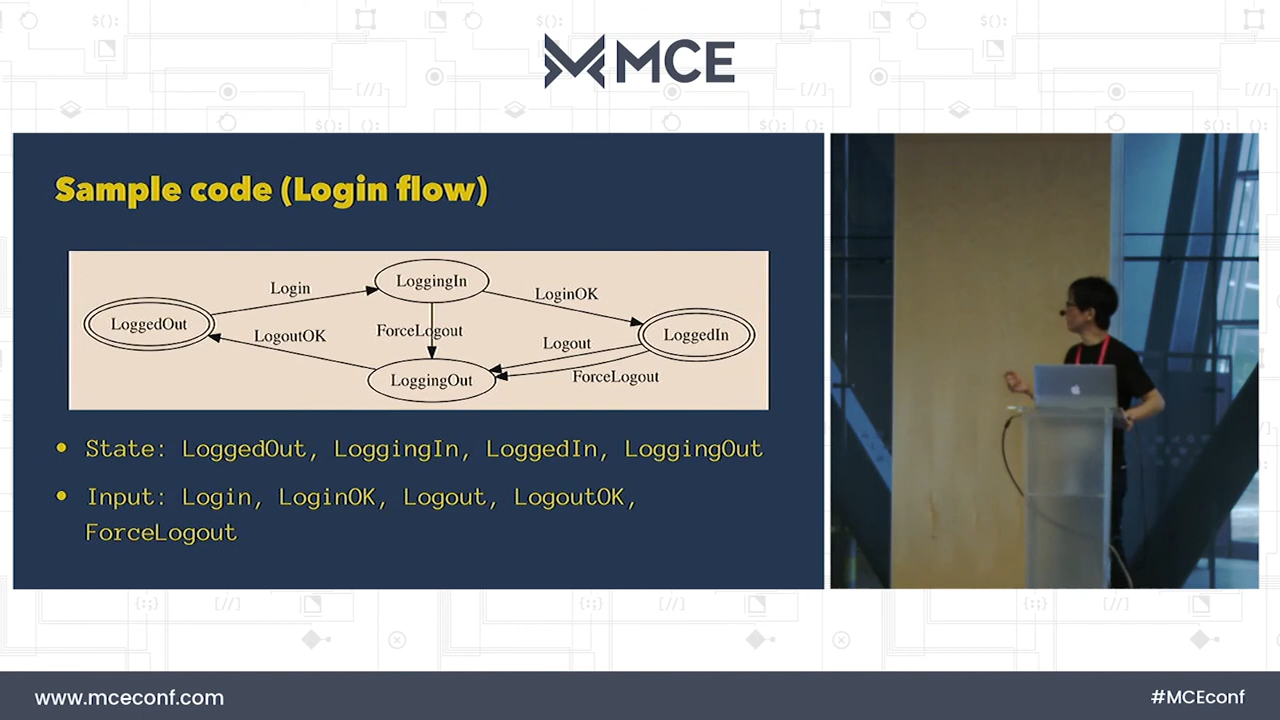 MCE
Sample code (Login flow)
LoggingIn
Login
LoginOK
LoggedOut
ForceLogout
LoggedIn
LogoutOK
Logout
LoggingOut
ForceLogout
• State: LoggedOut, LoggingIn, LoggedIn, LoggingOut
• Input: Login, LoginOK, Logout, LogoutOK,
ForceLogout
www.mceconf.com
#MCEconf